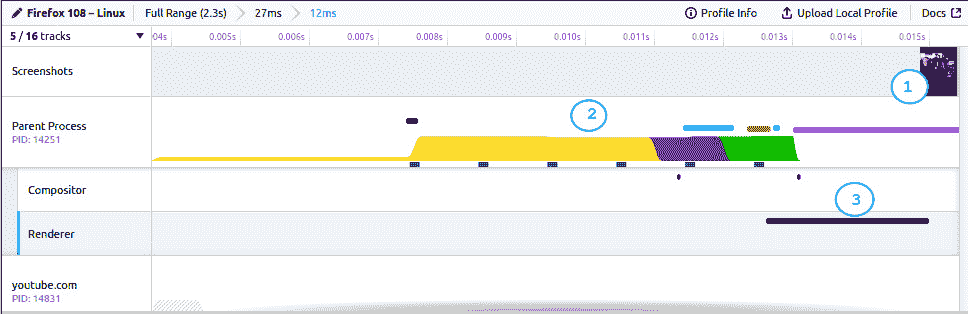 Firefox 108 – Linux Full Range (2.3s) 27ms 12ms Profile Info Upload Local Profile Docs
5 / 16 tracks 04s 0.005s 0.006s 0.007s 0.008s 0.009s 0.010s 0.011s 0.012s 0.013s 0.014s 0.015s
Screenshots
1
Parent Process
PID: 14251
2
Compositor
3
Renderer
youtube.com
PID: 14831